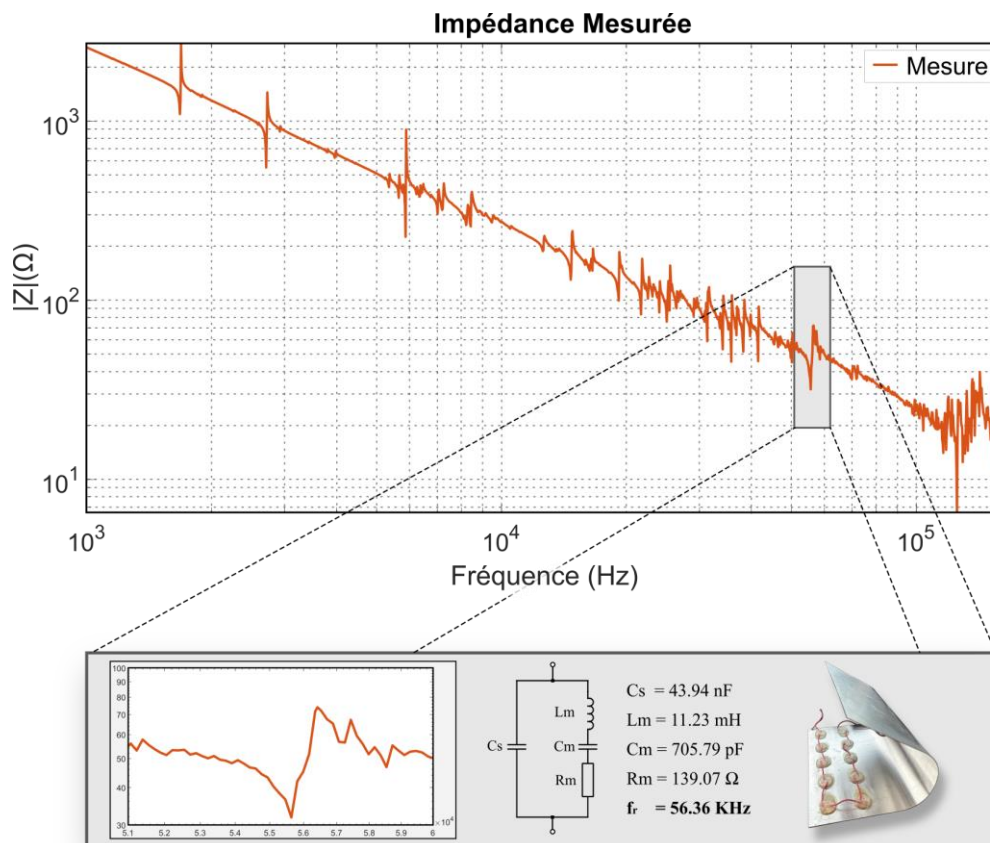 Impédance Mesurée
Mesure
10³
10²
10¹
|Z|(Ω)
10³
10⁴
10⁵
Fréquence (Hz)
100
90
80
70
60
50
40
30
5.1
5.2
5.3
5.4
5.5
5.6
5.7
5.8
5.9
6
×10⁴
Cs
Lm
Cm
Rm
Cs = 43.94 nF
Lm = 11.23 mH
Cm = 705.79 pF
Rm = 139.07 Ω
fr = 56.36 KHz